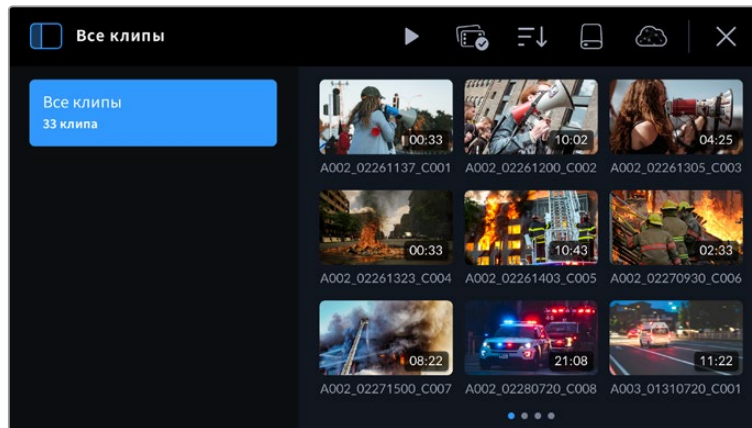 Все клипы
Все клипы
33 клипа
00:33
10:02
04:25
A002_02261137_C001
A002_02261200_C002
A002_02261305_C003
00:33
10:43
02:33
A002_02261323_C004
A002_02261403_C005
A002_02270930_C006
08:22
21:08
11:22
A002_02271500_C007
A002_02280720_C008
A003_01310720_C001